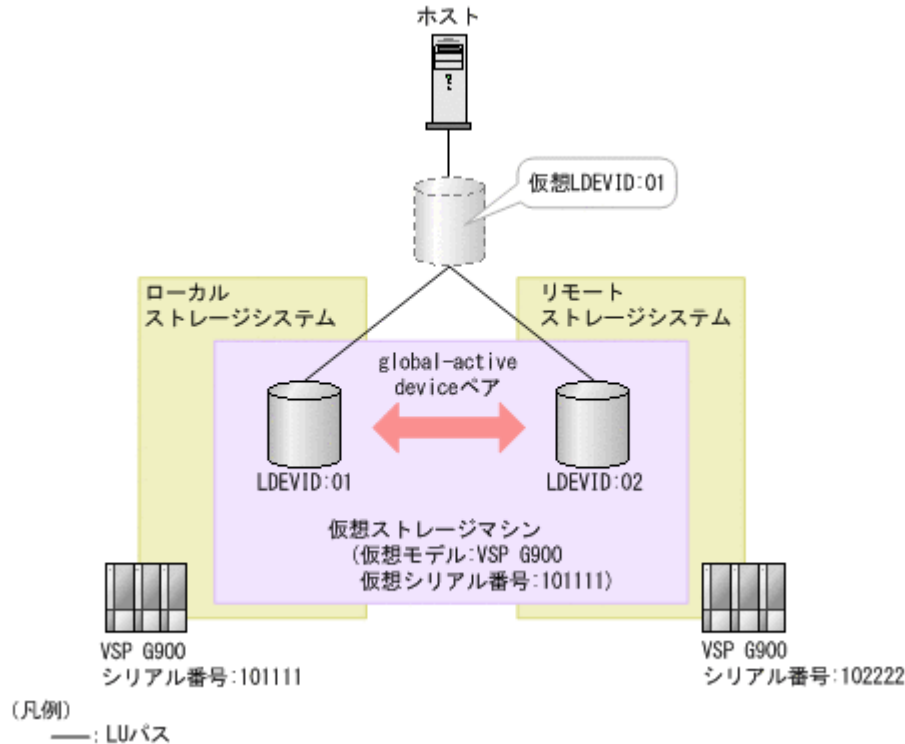 ホスト
仮想LDEVID:01
ローカル
ストレージシステム
リモート
ストレージシステム
global-active
deviceペア
LDEVID:01
LDEVID:02
仮想ストレージマシン
(仮想モデル:VSP G900
仮想シリアル番号:101111)
VSP G900
シリアル番号:101111
VSP G900
シリアル番号:102222
(凡例)
──: LUパス